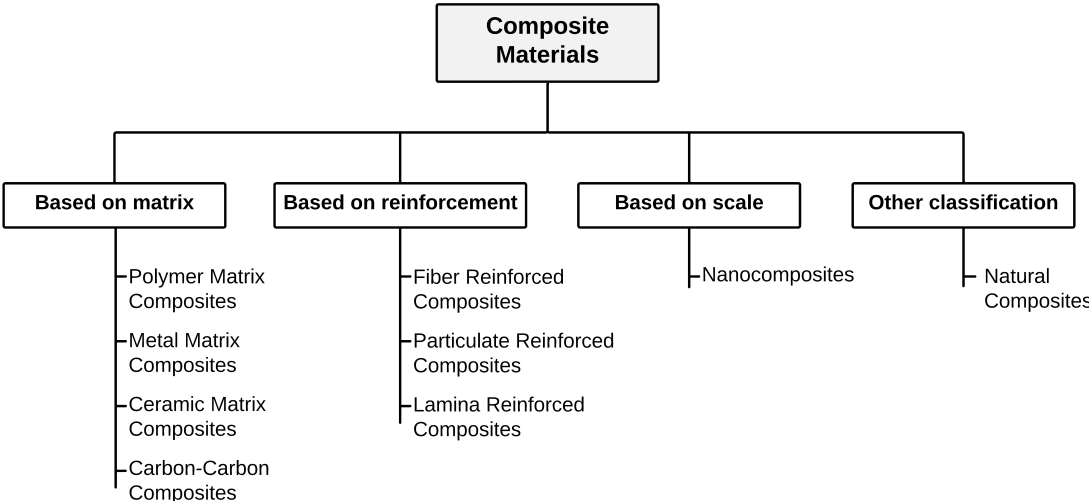 Composite
Materials
Based on matrix
Based on reinforcement
Based on scale
Other classification
Polymer Matrix
Composites
Metal Matrix
Composites
Ceramic Matrix
Composites
Carbon-Carbon
Composites
Fiber Reinforced
Composites
Particulate Reinforced
Composites
Lamina Reinforced
Composites
Nanocomposites
Natural
Composites